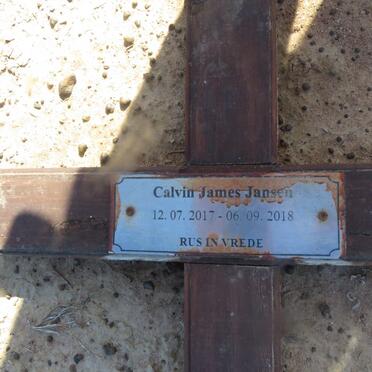 Calvin James Jansen
12. 07. 2017 - 06. 09. 2018
RUS IN VREDE